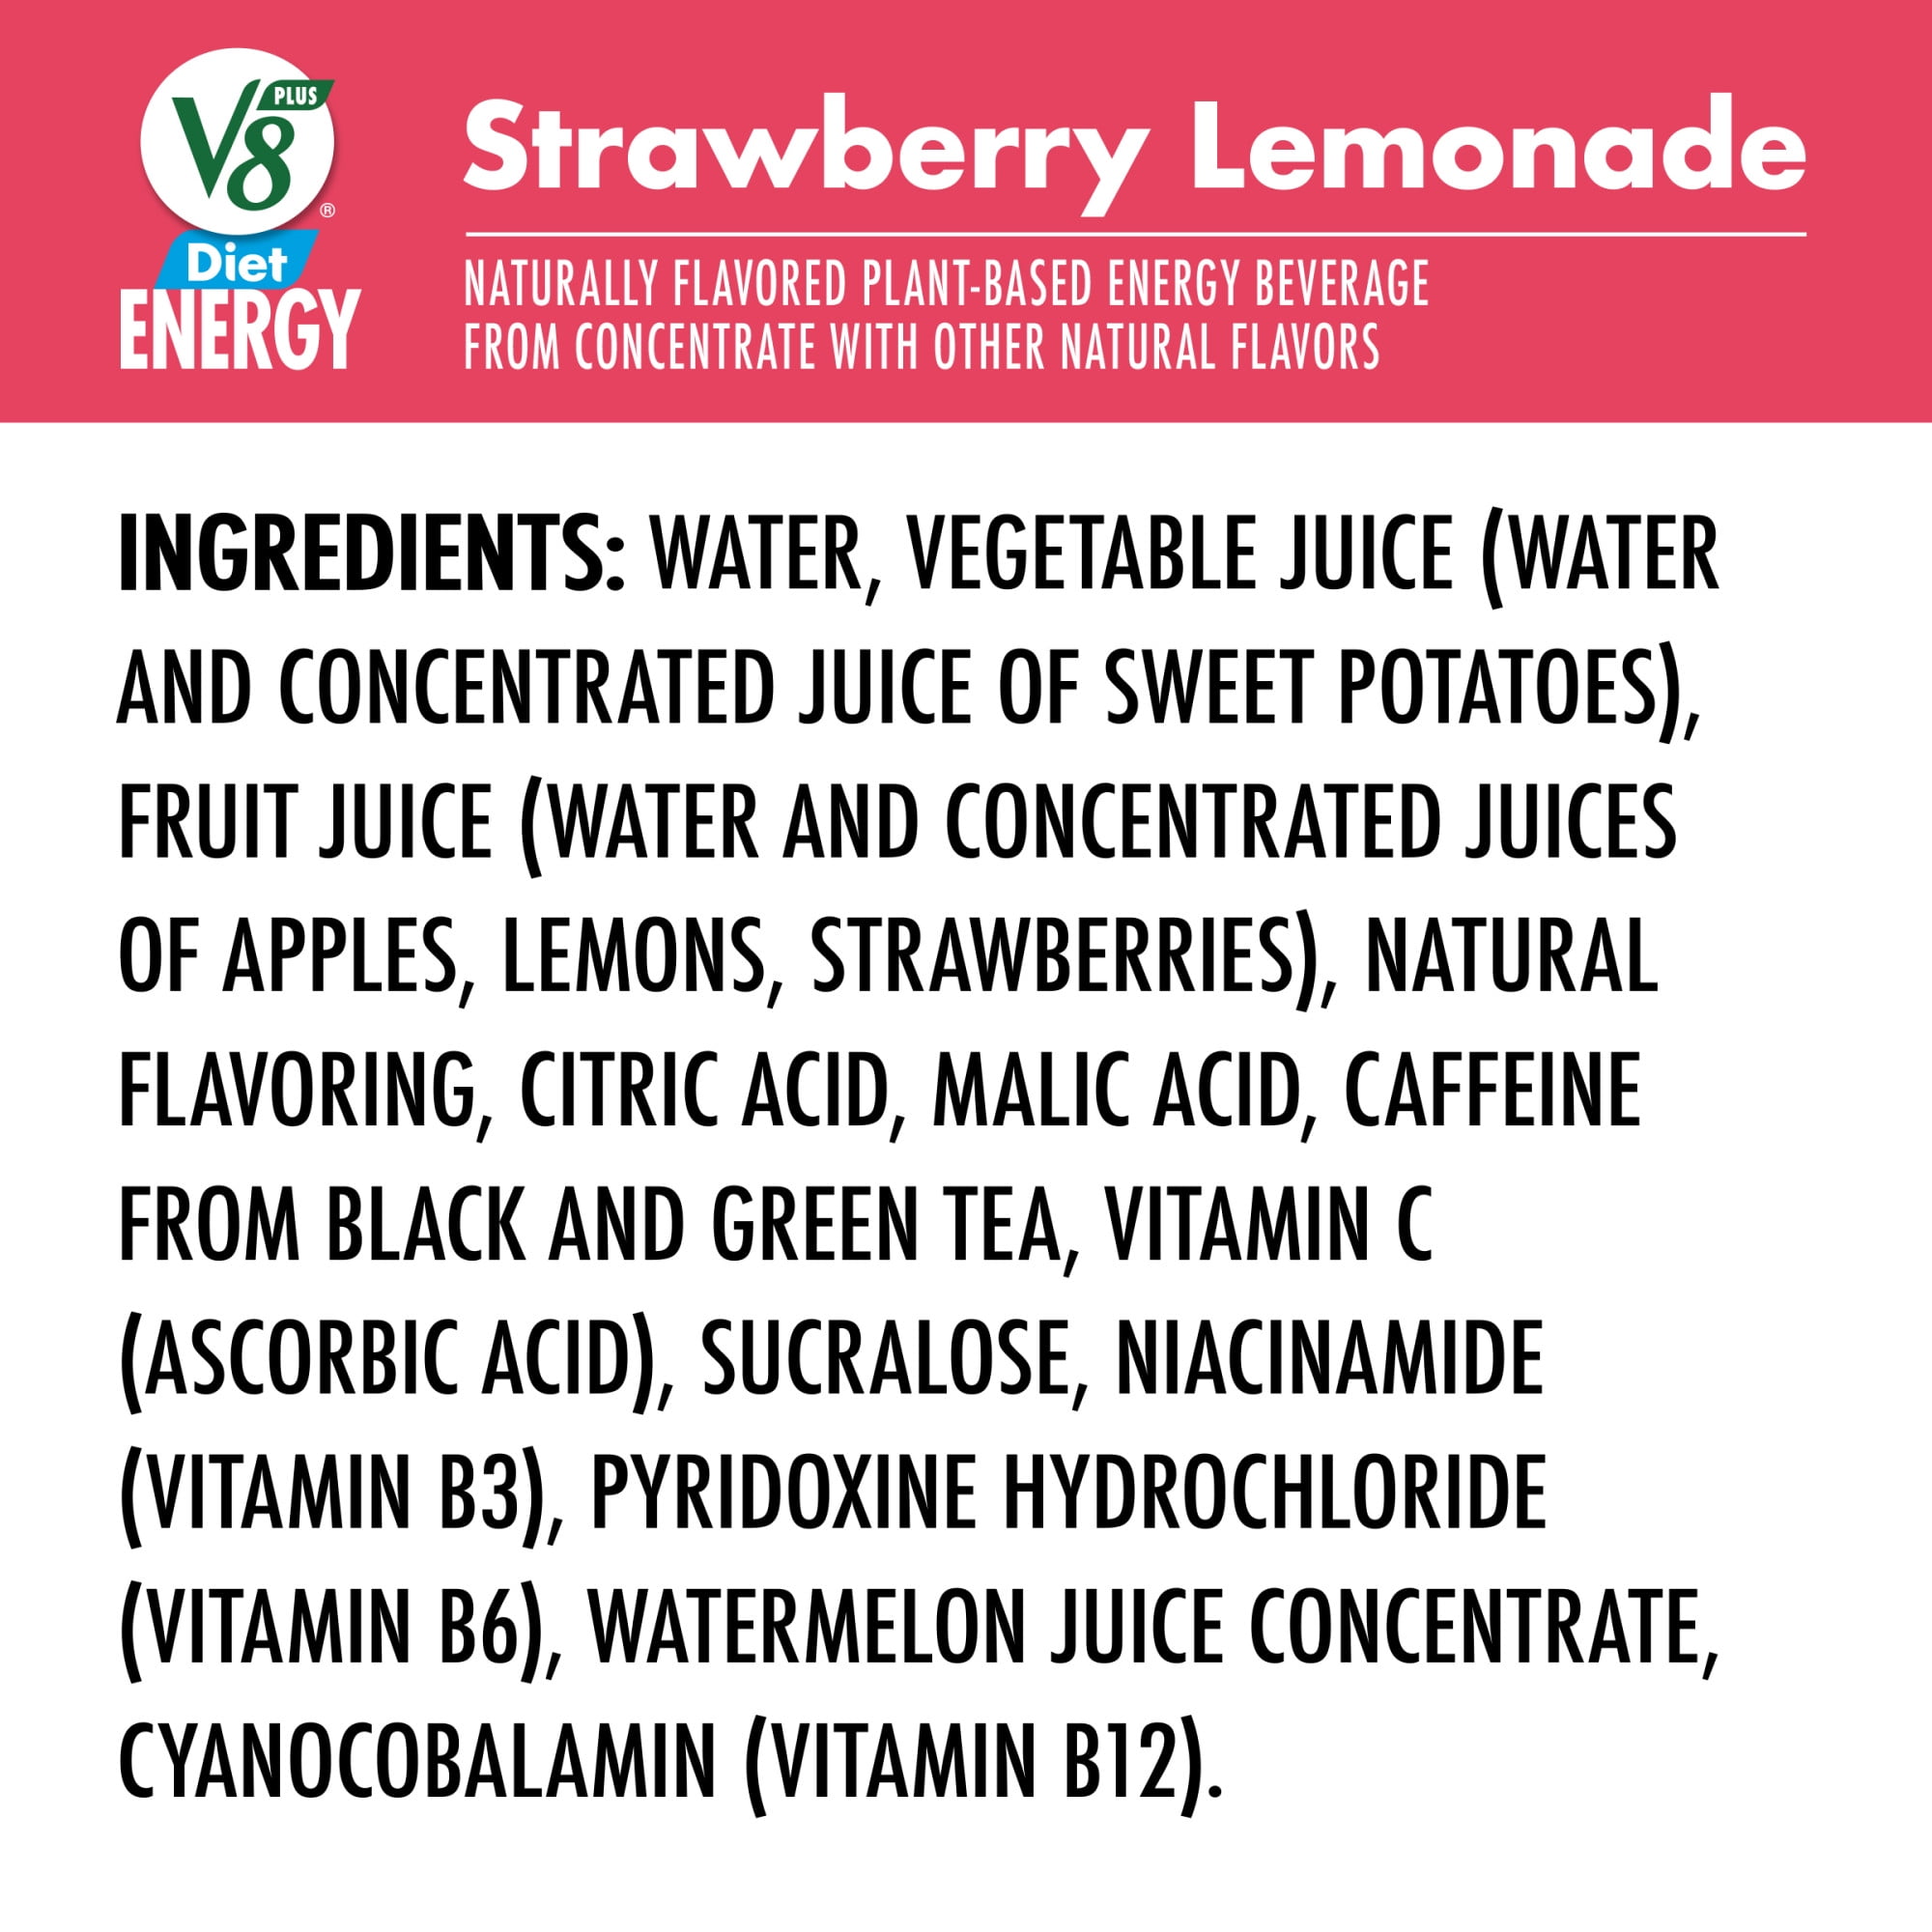 V8 PLUS
®
Diet
ENERGY
Strawberry Lemonade
NATURALLY FLAVORED PLANT-BASED ENERGY BEVERAGE
FROM CONCENTRATE WITH OTHER NATURAL FLAVORS
INGREDIENTS: WATER, VEGETABLE JUICE (WATER
AND CONCENTRATED JUICE OF SWEET POTATOES),
FRUIT JUICE (WATER AND CONCENTRATED JUICES
OF APPLES, LEMONS, STRAWBERRIES), NATURAL
FLAVORING, CITRIC ACID, MALIC ACID, CAFFEINE
FROM BLACK AND GREEN TEA, VITAMIN C
(ASCORBIC ACID), SUCRALOSE, NIACINAMIDE
(VITAMIN B3), PYRIDOXINE HYDROCHLORIDE
(VITAMIN B6), WATERMELON JUICE CONCENTRATE,
CYANOCOBALAMIN (VITAMIN B12).